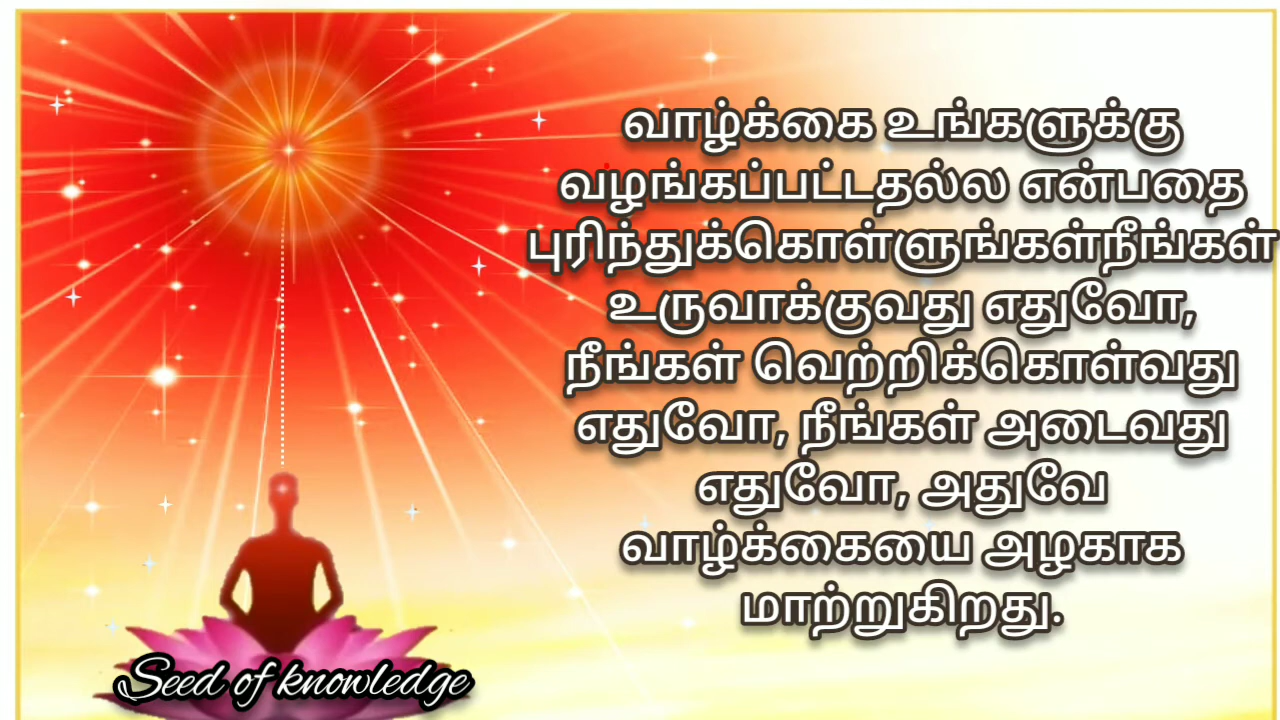 வாழ்க்கை உங்களுக்கு
வழங்கப்பட்டதல்ல என்பதை
புரிந்துக்கொள்ளுங்கள்நீங்கள்
உருவாக்குவது எதுவோ,
நீங்கள் வெற்றிக்கொள்வது
எதுவோ, நீங்கள் அடைவது
எதுவோ, அதுவே
வாழ்க்கையை அழகாக
மாற்றுகிறது.
Seed of knowledge